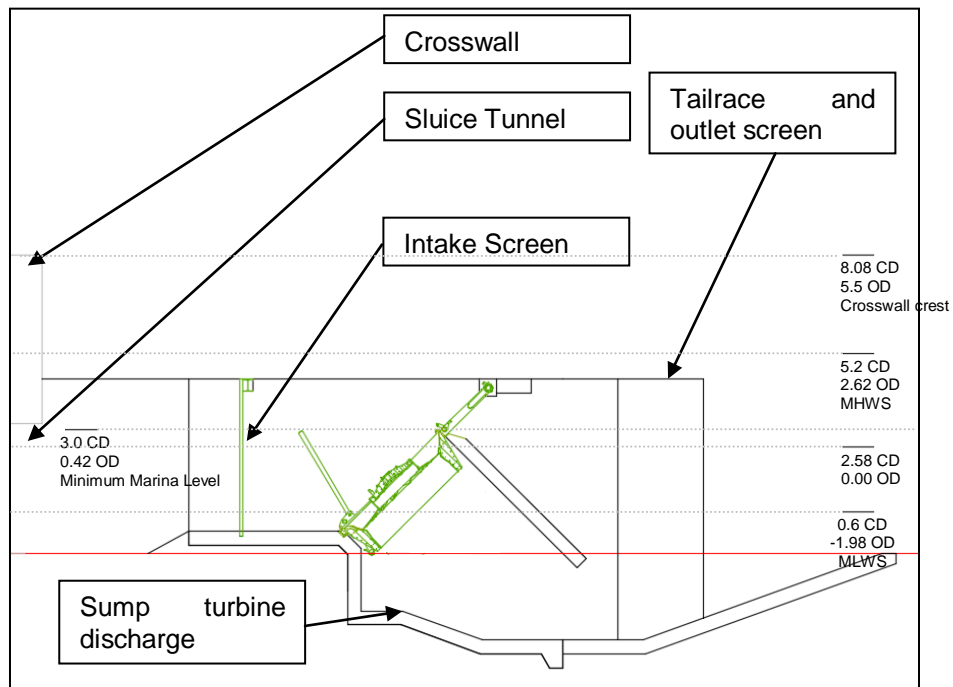 Crosswall
Sluice Tunnel
Tailrace and
outlet screen
Intake Screen
8.08 CD
5.5 OD
Crosswall crest
5.2 CD
2.62 OD
MHWS
3.0 CD
0.42 OD
Minimum Marina Level
2.58 CD
0.00 OD
0.6 CD
-1.98 OD
MLWS
Sump turbine
discharge